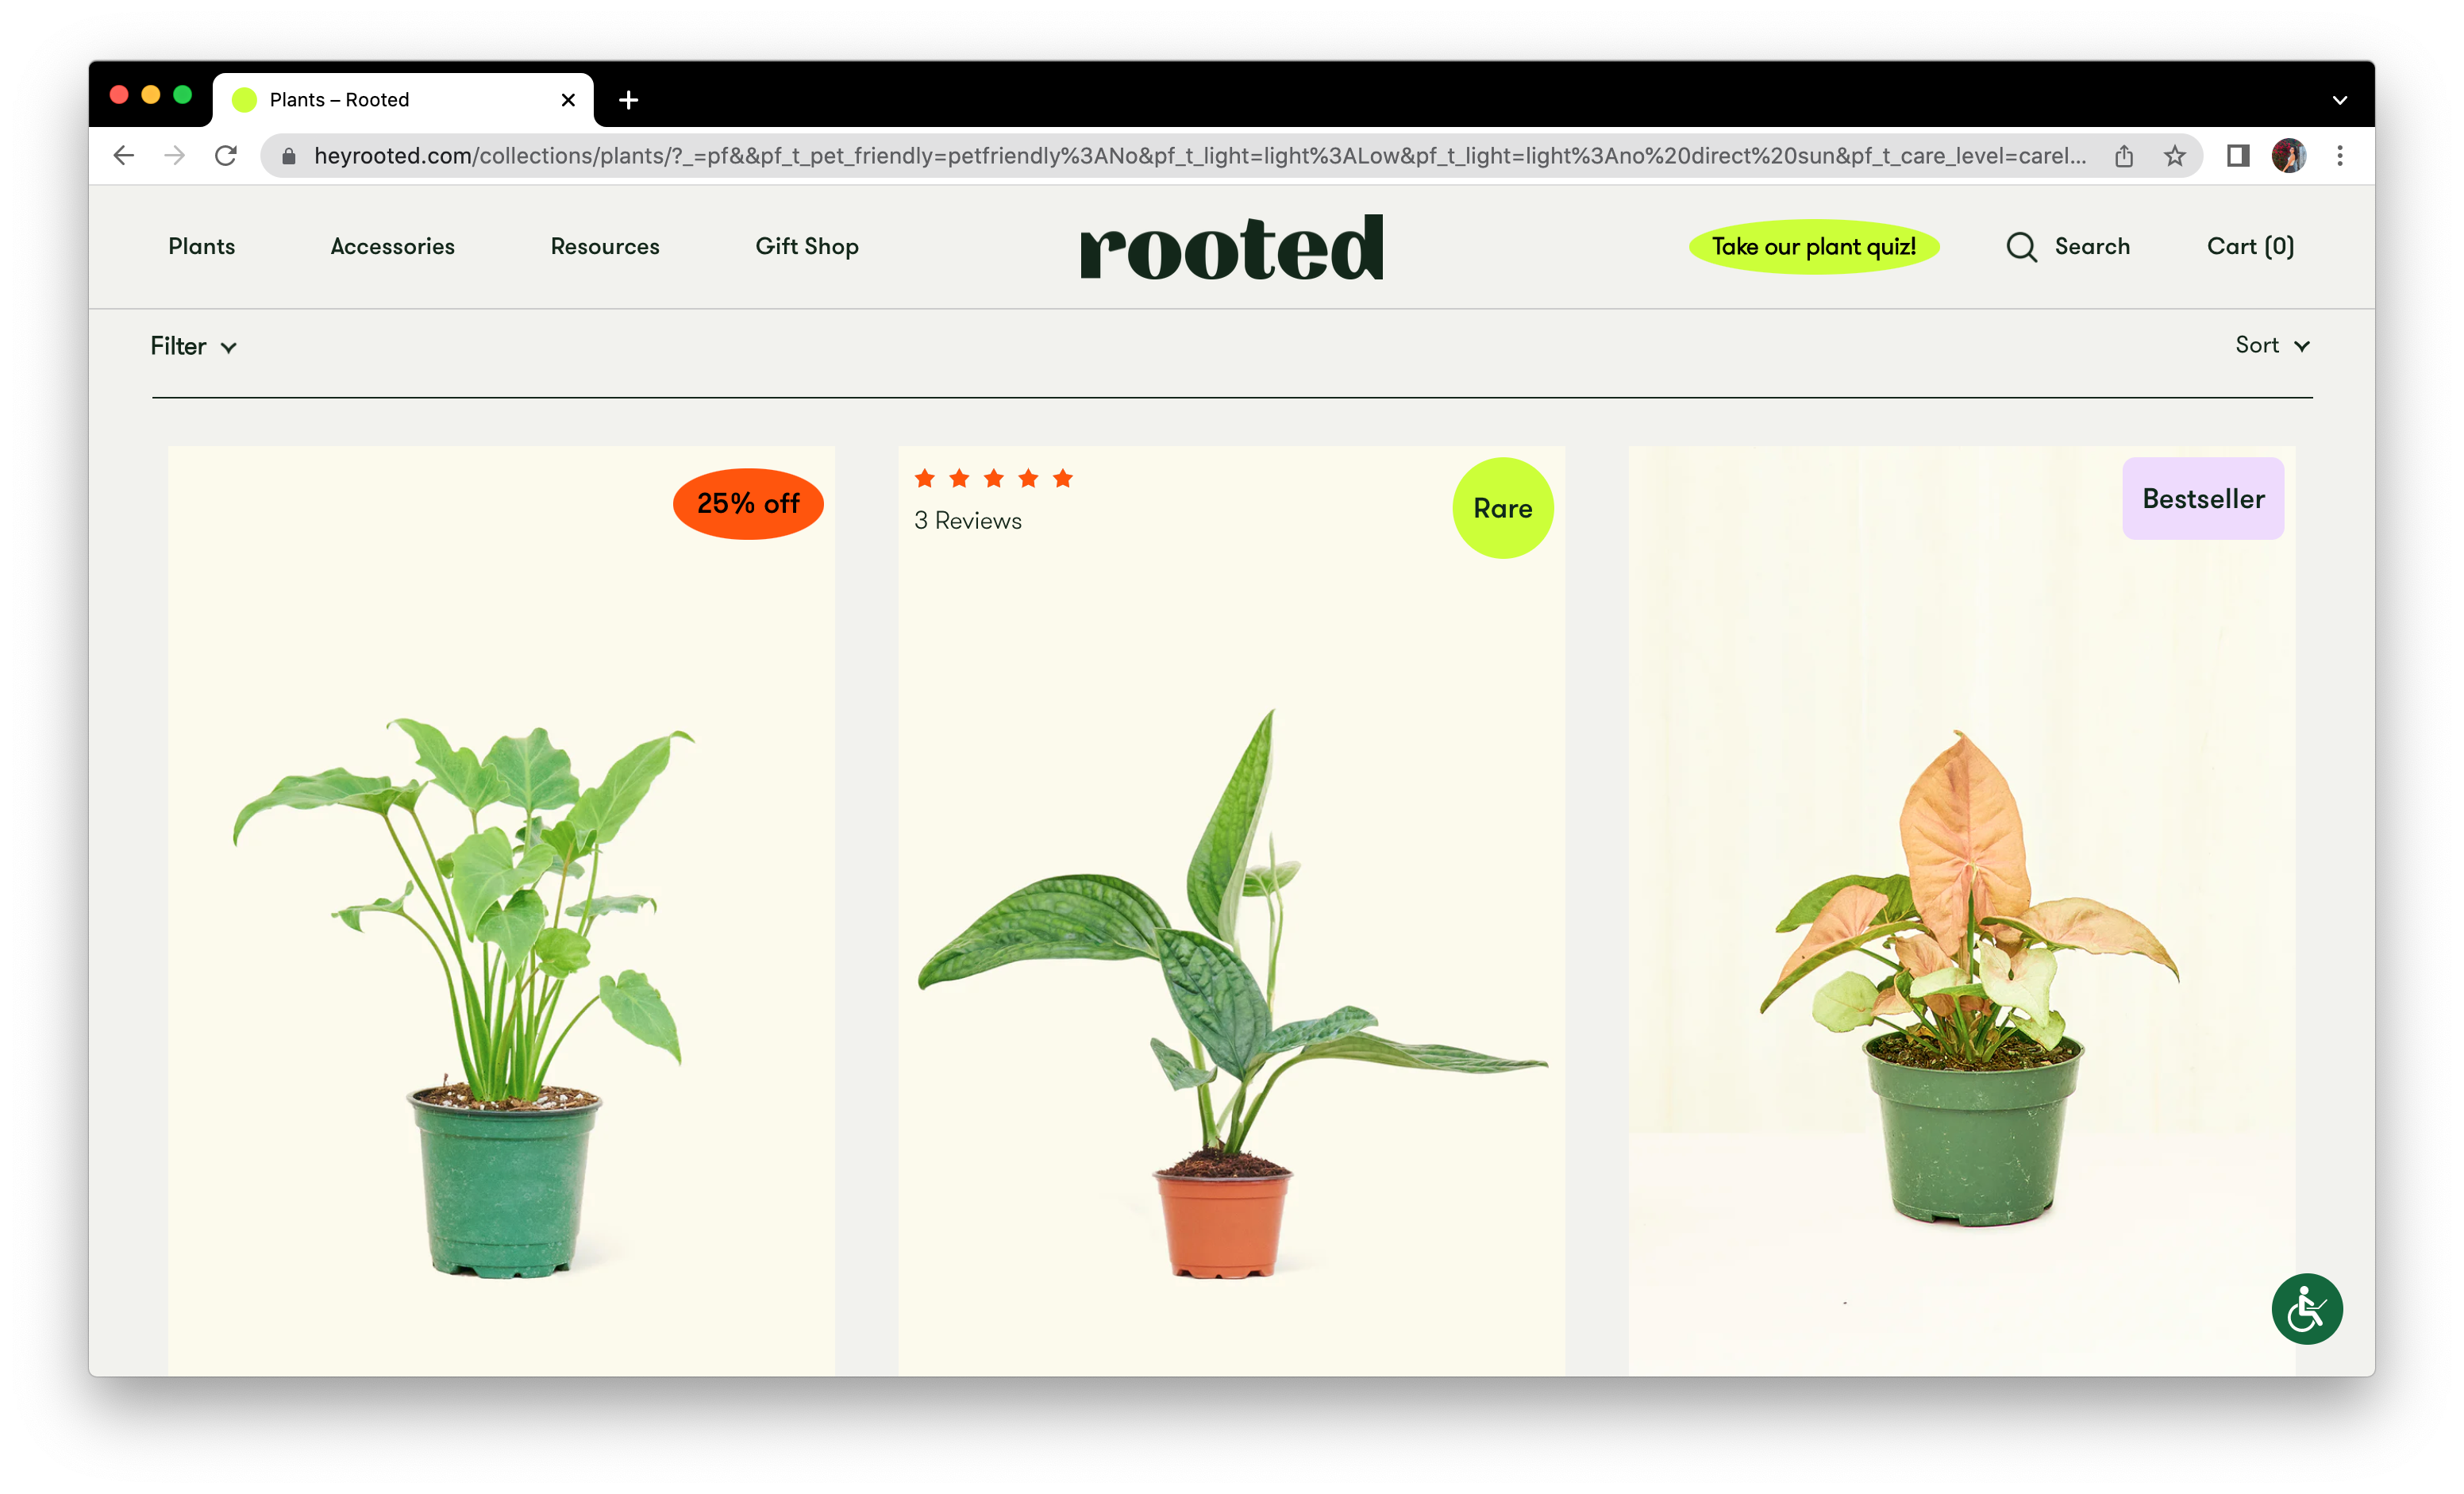 Plants – Rooted
heyrooted.com/collections/plants/?_=pf&&pf_t_pet_friendly=petfriendly%3ANo&pf_t_light=light%3ALow&pf_t_light=light%3Ano%20direct%20sun&pf_t_care_level=carel...
Plants Accessories Resources Gift Shop rooted Take our plant quiz! Search Cart (0)
Filter Sort
25% off
3 Reviews
Rare
Bestseller